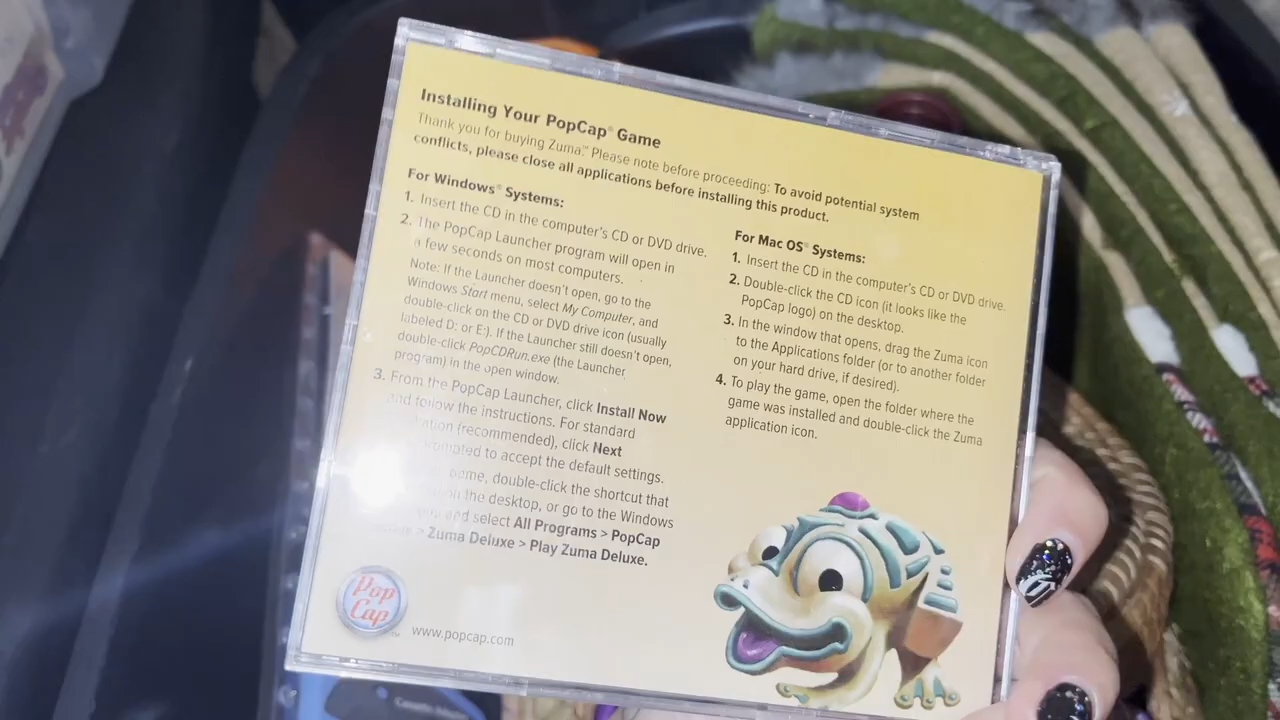 Installing Your PopCap® Game
Thank you for buying Zuma.™ Please note before proceeding: To avoid potential system
conflicts, please close all applications before installing this product.
For Windows® Systems:
1. Insert the CD in the computer's CD or DVD drive.
2. The PopCap Launcher program will open in
a few seconds on most computers.
Note: If the Launcher doesn't open, go to the
Windows Start menu, select My Computer, and
double-click on the CD or DVD drive icon (usually
labeled D: or E:). If the Launcher still doesn't open,
double-click PopCDRun.exe (the Launcher
program) in the open window.
3. From the PopCap Launcher, click Install Now
and follow the instructions. For standard
(recommended), click Next
to accept the default settings.
game, double-click the shortcut that
on the desktop, or go to the Windows
and select All Programs > PopCap
> Zuma Deluxe > Play Zuma Deluxe.
For Mac OS® Systems:
1. Insert the CD in the computer's CD or DVD drive.
2. Double-click the CD icon (it looks like the
PopCap logo) on the desktop.
3. In the window that opens, drag the Zuma icon
to the Applications folder (or to another folder
on your hard drive, if desired).
4. To play the game, open the folder where the
game was installed and double-click the Zuma
application icon.
Pop
Cap
™
www.popcap.com